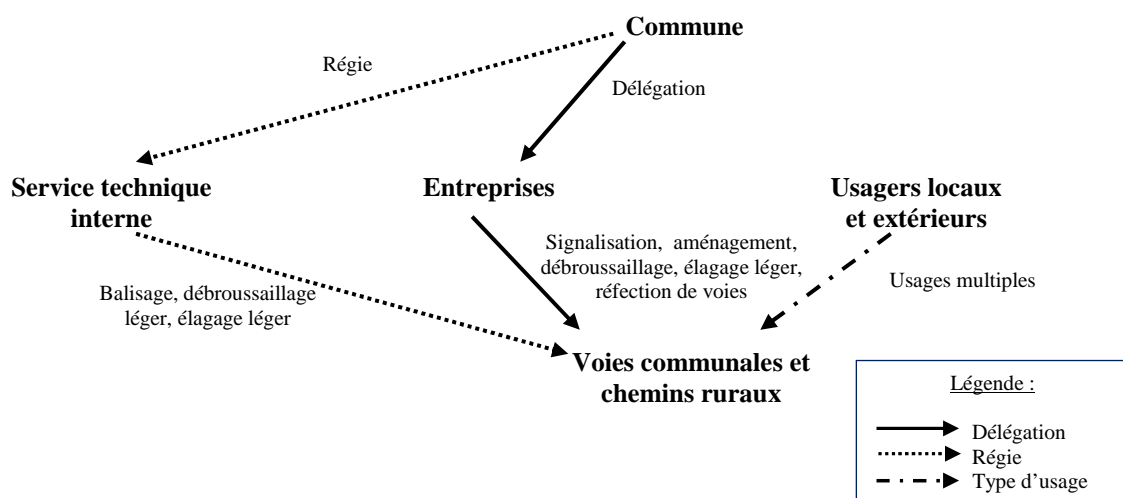 Commune
Régie
Délégation
Service technique
interne
Entreprises
Usagers locaux
et extérieurs
Signalisation, aménagement,
débroussaillage, élagage léger,
réfection de voies
Usages multiples
Balisage, débroussaillage
léger, élagage léger
Voies communales et
chemins ruraux
Légende :
Délégation
Régie
Type d'usage